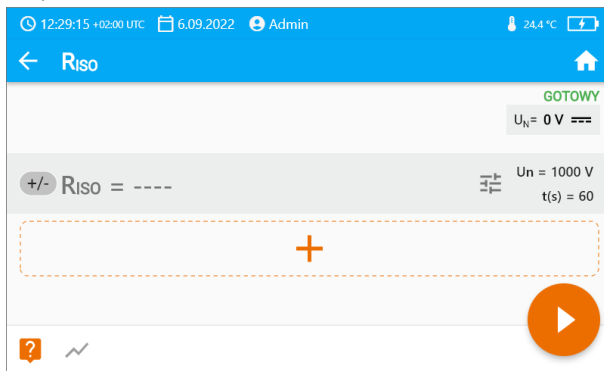 12:29:15 +02:00 UTC 6.09.2022 Admin 24,4 °C
RISO
GOTOWY
UN= 0 V
+/- RISO = ----
Un = 1000 V
t(s) = 60
+
?